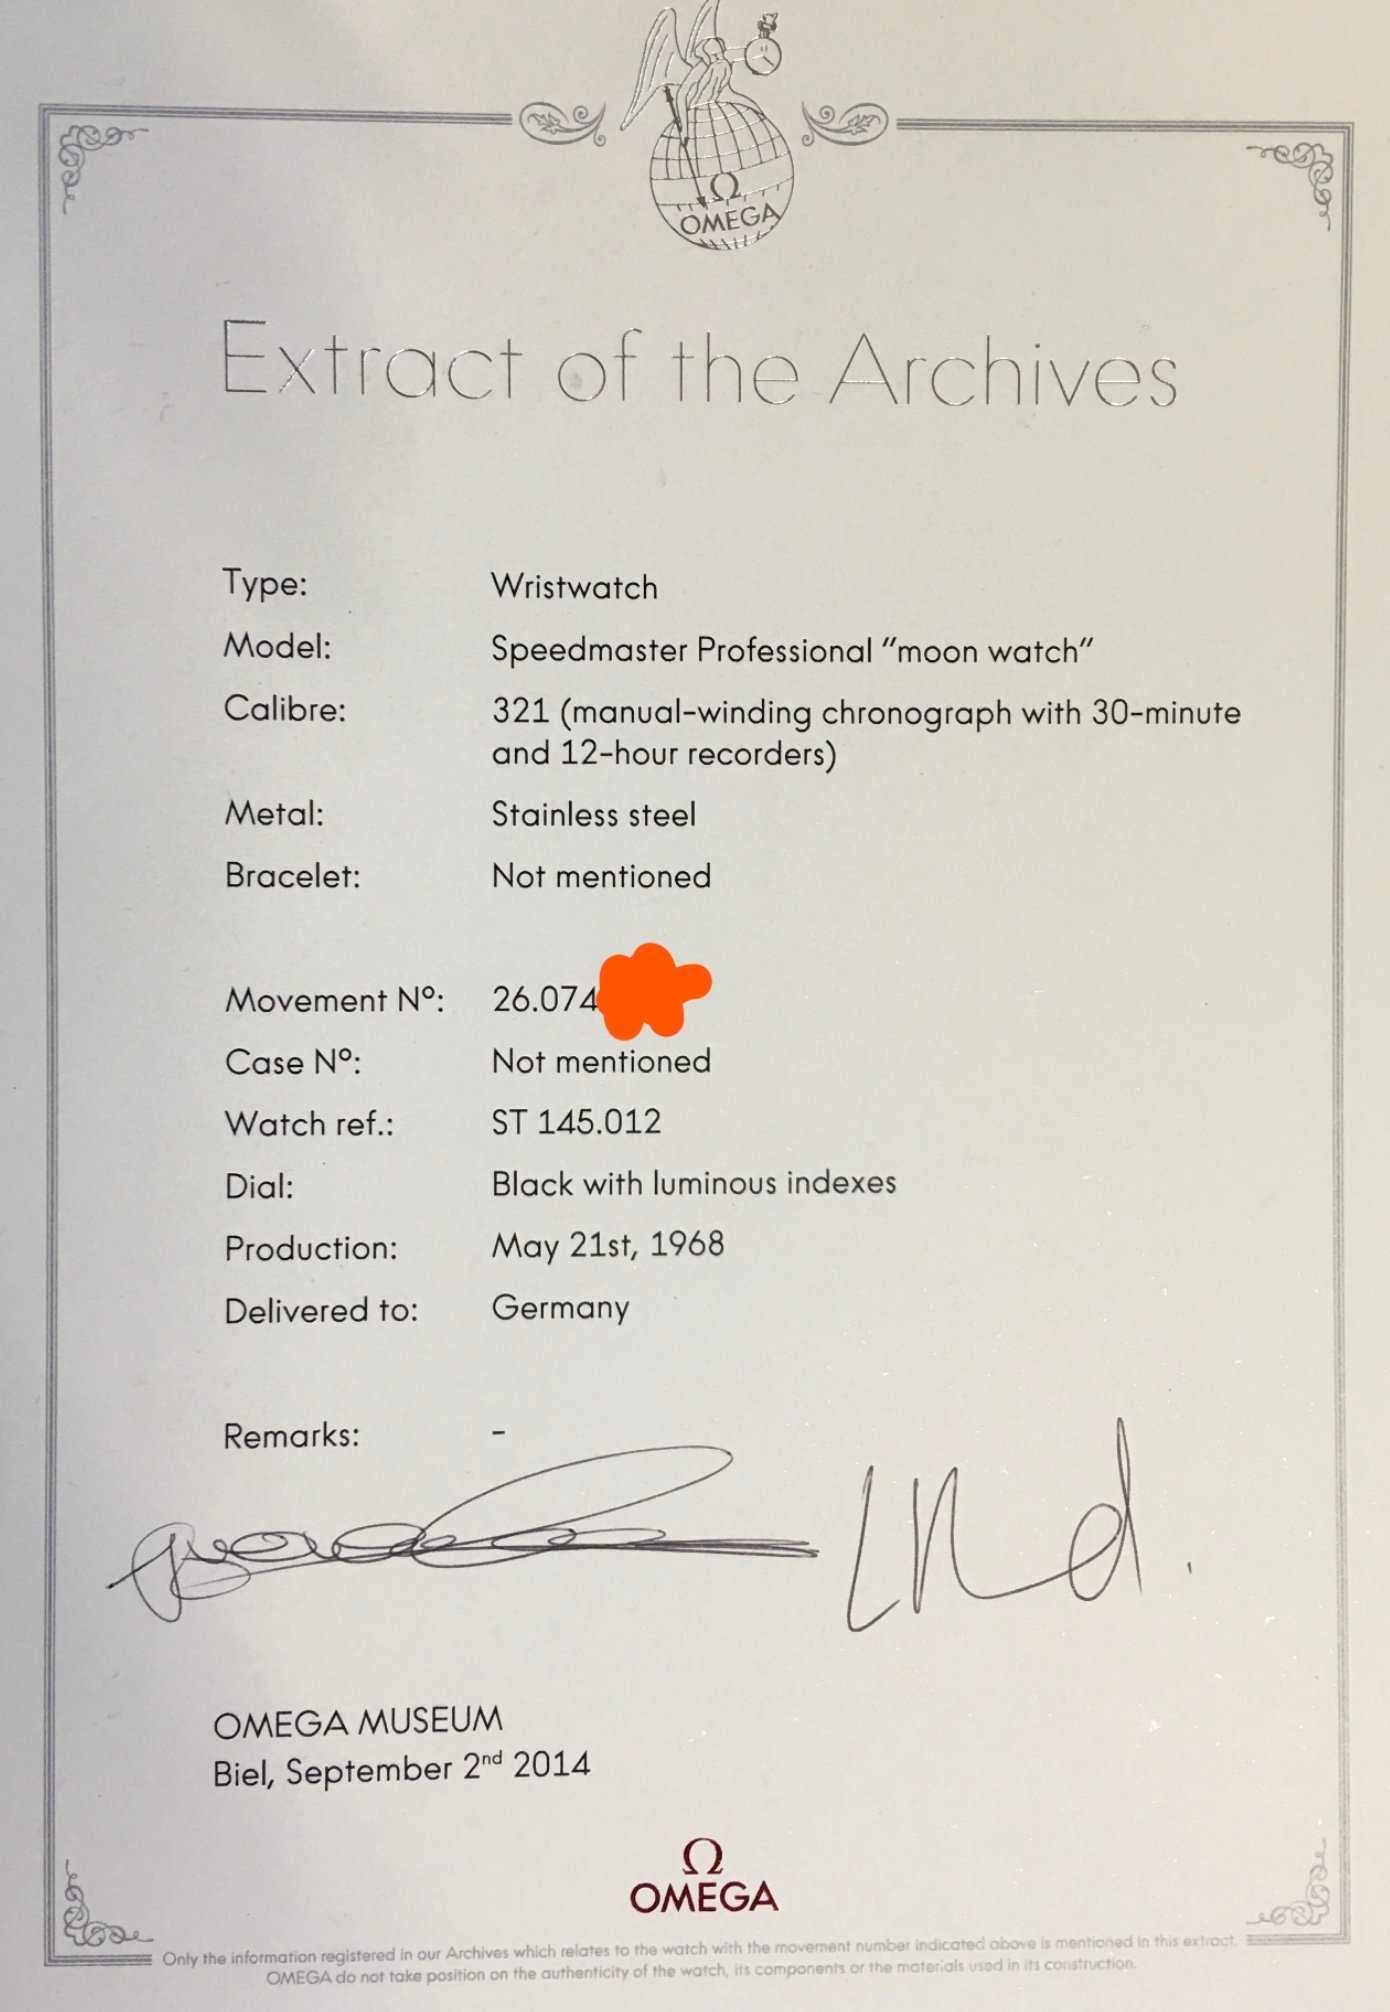 Ω
OMEGA
Extract of the Archives
Type: Wristwatch
Model: Speedmaster Professional "moon watch"
Calibre: 321 (manual-winding chronograph with 30-minute
and 12-hour recorders)
Metal: Stainless steel
Bracelet: Not mentioned
Movement Nº: 26.074
Case Nº: Not mentioned
Watch ref.: ST 145.012
Dial: Black with luminous indexes
Production: May 21st, 1968
Delivered to: Germany
Remarks: -
OMEGA MUSEUM
Biel, September 2nd 2014
Ω
OMEGA
Only the information registered in our Archives which relates to the watch with the movement number indicated above is mentioned in this extract.
OMEGA do not take position on the authenticity of the watch, its components or the materials used in its construction.